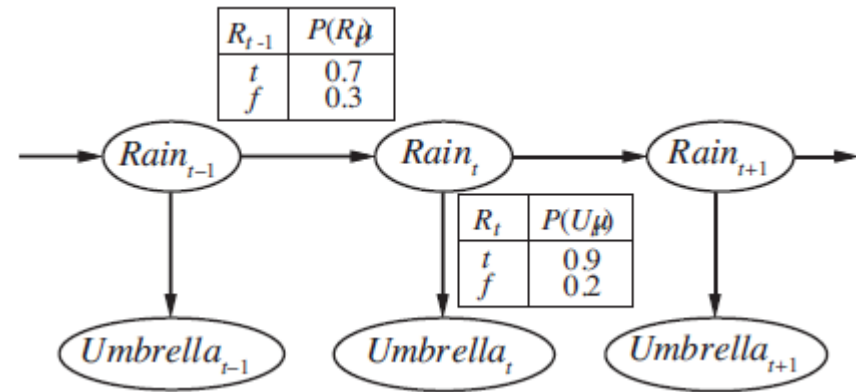 R_{t-1} P(R_t)
t 0.7
f 0.3
Rain_{t-1} Rain_t Rain_{t+1}
R_t P(U_t)
t 0.9
f 0.2
Umbrella_{t-1} Umbrella_t Umbrella_{t+1}